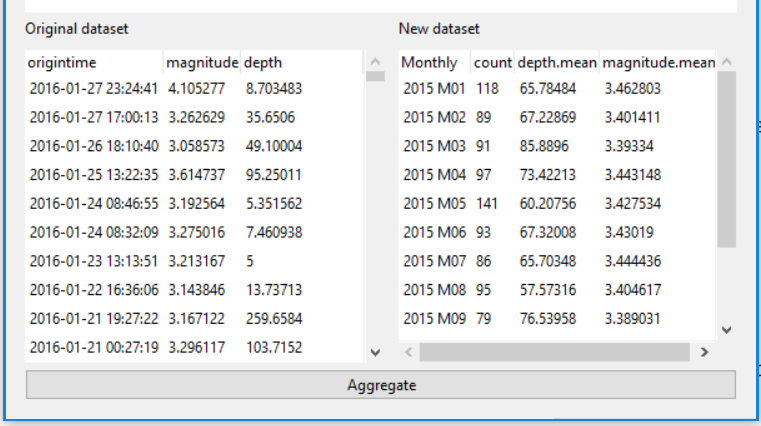 Original dataset
New dataset
origintime magnitude depth
2016-01-27 23:24:41 4.105277 8.703483
2016-01-27 17:00:13 3.262629 35.6506
2016-01-26 18:10:40 3.058573 49.10004
2016-01-25 13:22:35 3.614737 95.25011
2016-01-24 08:46:55 3.192564 5.351562
2016-01-24 08:32:09 3.275016 7.460938
2016-01-23 13:13:51 3.213167 5
2016-01-22 16:36:06 3.143846 13.73713
2016-01-21 19:27:22 3.167122 259.6584
2016-01-21 00:27:19 3.296117 103.7152
Monthly count depth.mean magnitude.mean
2015 M01 118 65.78484 3.462803
2015 M02 89 67.22869 3.401411
2015 M03 91 85.8896 3.39334
2015 M04 97 73.42213 3.443148
2015 M05 141 60.20756 3.427534
2015 M06 93 67.32008 3.43019
2015 M07 86 65.70348 3.444436
2015 M08 95 57.57316 3.404617
2015 M09 79 76.53958 3.389031
Aggregate